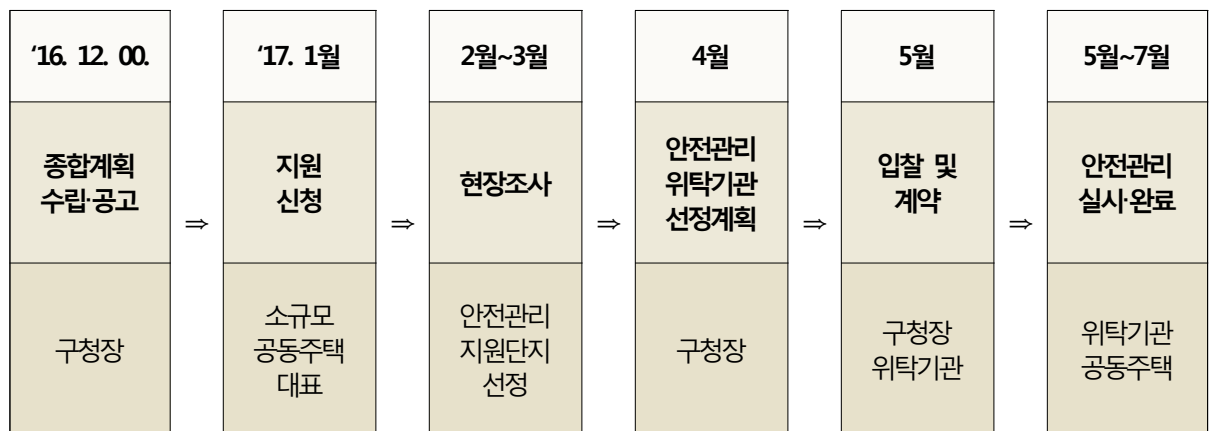 ‘16. 12. 00.
종합계획
수립·공고
구청장
⇒
‘17. 1월
지원
신청
소규모
공동주택
대표
⇒
2월~3월
현장조사
안전관리
지원단지
선정
⇒
4월
안전관리
위탁기관
선정계획
구청장
⇒
5월
입찰 및
계약
구청장
위탁기관
⇒
5월~7월
안전관리
실시·완료
위탁기관
공동주택